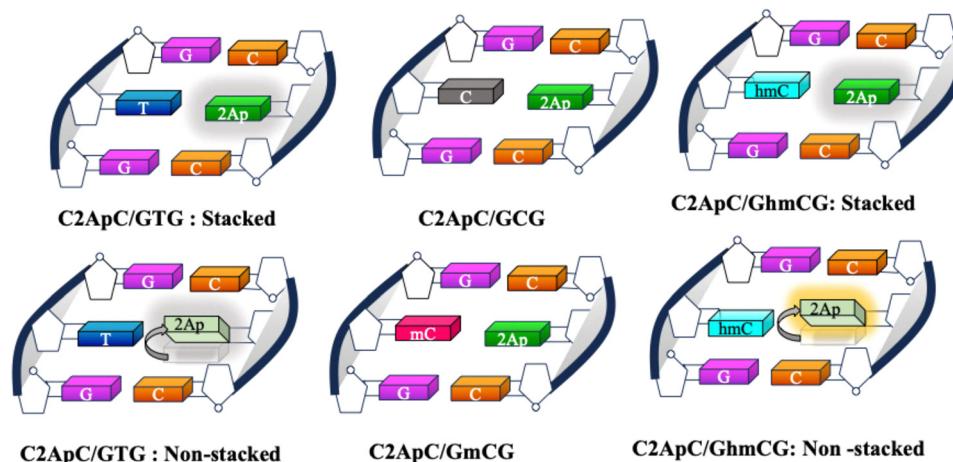 G C G C G C
T 2Ap C 2Ap hmC 2Ap
G C G C G C
C2ApC/GTG : Stacked C2ApC/GCG C2ApC/GhmCG: Stacked
G C G C G C
T 2Ap mC 2Ap hmC 2Ap
G C G C G C
C2ApC/GTG : Non-stacked C2ApC/GmCG C2ApC/GhmCG: Non -stacked